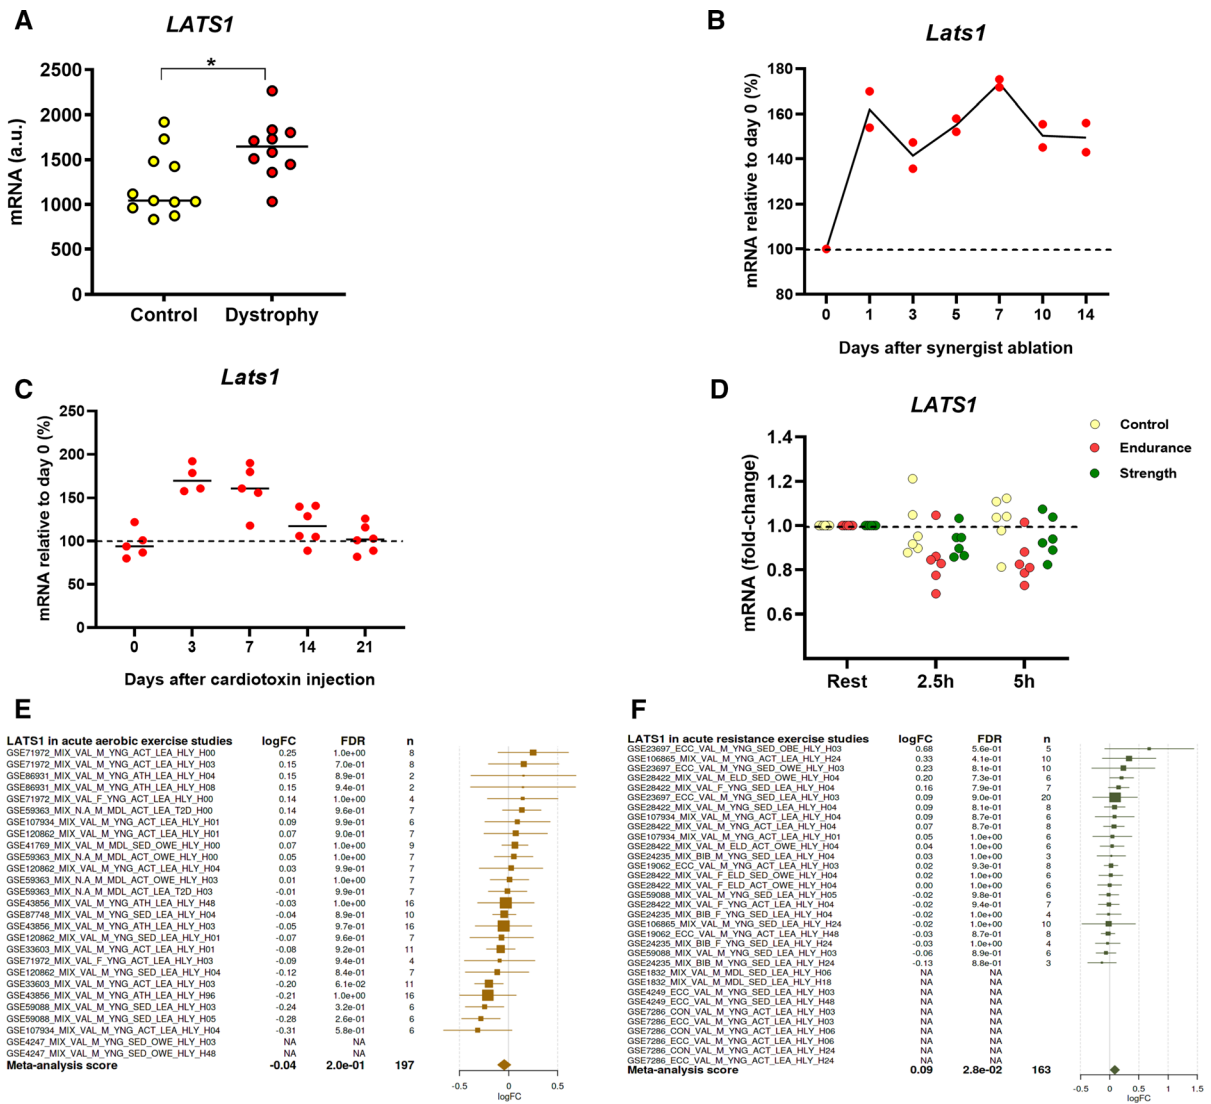 A
LATS1
mRNA (a.u.)
2500
2000
1500
1000
500
0
*
Control
Dystrophy
B
Lats1
mRNA relative to day 0 (%)
180
160
140
120
100
80
0 1 3 5 7 10 14
Days after synergist ablation
C
Lats1
mRNA relative to day 0 (%)
250
200
150
100
50
0
0 3 7 14 21
Days after cardiotoxin injection
D
LATS1
mRNA (fold-change)
1.4
1.2
1.0
0.8
0.6
Rest 2.5h 5h
Control
Endurance
Strength
E
LATS1 in acute aerobic exercise studies logFC FDR n
GSE71972_MIX_VAL_M_YNG_ACT_LEA_HLY_H00 0.25 1.0e+00 8
GSE71972_MIX_VAL_M_YNG_ACT_LEA_HLY_H03 0.15 7.0e-01 8
GSE86931_MIX_VAL_M_YNG_ATH_LEA_HLY_H04 0.15 8.9e-01 2
GSE86931_MIX_VAL_M_YNG_ATH_LEA_HLY_H08 0.15 9.4e-01 2
GSE71972_MIX_VAL_F_YNG_ACT_LEA_HLY_H00 0.14 1.0e+00 4
GSE59363_MIX_N.A_M_MDL_ACT_LEA_T2D_H00 0.14 9.6e-01 7
GSE107934_MIX_VAL_M_YNG_ACT_LEA_HLY_H01 0.09 9.9e-01 6
GSE120862_MIX_VAL_M_YNG_ACT_LEA_HLY_H01 0.07 9.0e-01 7
GSE41769_MIX_VAL_M_MDL_SED_OWE_HLY_H00 0.07 1.0e+00 9
GSE59363_MIX_N.A_M_MDL_ACT_OWE_HLY_H00 0.05 1.0e+00 7
GSE120862_MIX_VAL_M_YNG_ACT_LEA_HLY_H04 0.03 9.9e-01 7
GSE59363_MIX_N.A_M_MDL_ACT_OWE_HLY_H03 0.01 1.0e+00 7
GSE59363_MIX_N.A_M_MDL_ACT_LEA_T2D_H03 -0.01 9.9e-01 7
GSE43856_MIX_VAL_M_YNG_ATH_LEA_HLY_H48 -0.03 1.0e+00 16
GSE87748_MIX_VAL_M_YNG_SED_LEA_HLY_H04 -0.04 8.9e-01 10
GSE43856_MIX_VAL_M_YNG_ATH_LEA_HLY_H03 -0.05 9.7e-01 16
GSE120862_MIX_VAL_M_YNG_SED_LEA_HLY_H01 -0.07 9.6e-01 7
GSE33603_MIX_VAL_M_YNG_ACT_LEA_HLY_H01 -0.08 9.2e-01 11
GSE71972_MIX_VAL_F_YNG_ACT_LEA_HLY_H03 -0.09 9.4e-01 4
GSE120862_MIX_VAL_M_YNG_SED_LEA_HLY_H04 -0.12 8.4e-01 7
GSE33603_MIX_VAL_M_YNG_ACT_LEA_HLY_H04 -0.20 6.1e-02 11
GSE43856_MIX_VAL_M_YNG_ATH_LEA_HLY_H96 -0.21 1.0e+00 16
GSE59088_MIX_VAL_M_YNG_SED_LEA_HLY_H03 -0.24 3.2e-01 6
GSE59088_MIX_VAL_M_YNG_SED_LEA_HLY_H05 -0.28 2.6e-01 6
GSE107934_MIX_VAL_M_YNG_ACT_LEA_HLY_H04 -0.31 5.8e-01 6
GSE4247_MIX_VAL_M_YNG_SED_OWE_HLY_H03 NA NA
GSE4247_MIX_VAL_M_YNG_SED_OWE_HLY_H48 NA NA
Meta-analysis score -0.04 2.0e-01 197
-0.5 0 0.5
logFC
F
LATS1 in acute resistance exercise studies logFC FDR n
GSE23697_ECC_VAL_M_YNG_SED_OBE_HLY_H03 0.68 5.6e-01 5
GSE106865_MIX_VAL_M_YNG_ACT_LEA_HLY_H24 0.33 4.1e-01 10
GSE23697_ECC_VAL_M_YNG_SED_OWE_HLY_H03 0.23 8.1e-01 10
GSE28422_MIX_VAL_M_ELD_SED_OWE_HLY_H04 0.20 7.3e-01 6
GSE28422_MIX_VAL_F_YNG_SED_LEA_HLY_H04 0.16 7.9e-01 7
GSE23697_ECC_VAL_M_YNG_SED_LEA_HLY_H03 0.09 9.0e-01 20
GSE28422_MIX_VAL_M_YNG_SED_LEA_HLY_H04 0.09 8.1e-01 8
GSE107934_MIX_VAL_M_YNG_ACT_LEA_HLY_H04 0.09 8.7e-01 6
GSE28422_MIX_VAL_M_YNG_ACT_LEA_HLY_H04 0.07 8.7e-01 8
GSE107934_MIX_VAL_M_YNG_ACT_LEA_HLY_H01 0.05 1.0e+00 6
GSE28422_MIX_VAL_M_ELD_ACT_OWE_HLY_H04 0.04 1.0e+00 6
GSE24235_MIX_BIB_M_YNG_SED_LEA_HLY_H04 0.03 1.0e+00 3
GSE19062_ECC_VAL_M_YNG_ACT_LEA_HLY_H03 0.02 9.3e-01 8
GSE28422_MIX_VAL_F_ELD_SED_OWE_HLY_H04 0.02 1.0e+00 6
GSE28422_MIX_VAL_F_ELD_ACT_OWE_HLY_H04 0.00 1.0e+00 6
GSE59088_MIX_VAL_M_YNG_SED_LEA_HLY_H05 -0.02 9.8e-01 6
GSE28422_MIX_VAL_F_YNG_ACT_LEA_HLY_H04 -0.02 9.4e-01 7
GSE24235_MIX_BIB_F_YNG_SED_LEA_HLY_H04 -0.02 1.0e+00 4
GSE106865_MIX_VAL_M_YNG_SED_LEA_HLY_H24 -0.02 1.0e+00 10
GSE19062_ECC_VAL_M_YNG_ACT_LEA_HLY_H48 -0.03 8.7e-01 8
GSE24235_MIX_BIB_F_YNG_SED_LEA_HLY_H24 -0.03 1.0e+00 4
GSE59088_MIX_VAL_M_YNG_SED_LEA_HLY_H03 -0.06 8.9e-01 6
GSE24235_MIX_BIB_M_YNG_SED_LEA_HLY_H24 -0.13 8.8e-01 3
GSE1832_MIX_VAL_M_MDL_SED_LEA_HLY_H06 NA NA
GSE1832_MIX_VAL_M_MDL_SED_LEA_HLY_H18 NA NA
GSE4249_ECC_VAL_M_YNG_SED_LEA_HLY_H03 NA NA
GSE4249_ECC_VAL_M_YNG_SED_LEA_HLY_H48 NA NA
GSE7286_CON_VAL_M_YNG_ACT_LEA_HLY_H03 NA NA
GSE7286_ECC_VAL_M_YNG_ACT_LEA_HLY_H03 NA NA
GSE7286_CON_VAL_M_YNG_ACT_LEA_HLY_H06 NA NA
GSE7286_ECC_VAL_M_YNG_ACT_LEA_HLY_H06 NA NA
GSE7286_CON_VAL_M_YNG_ACT_LEA_HLY_H24 NA NA
GSE7286_ECC_VAL_M_YNG_ACT_LEA_HLY_H24 NA NA
Meta-analysis score 0.09 2.8e-02 163
-0.5 0 0.5 1 1.5
logFC